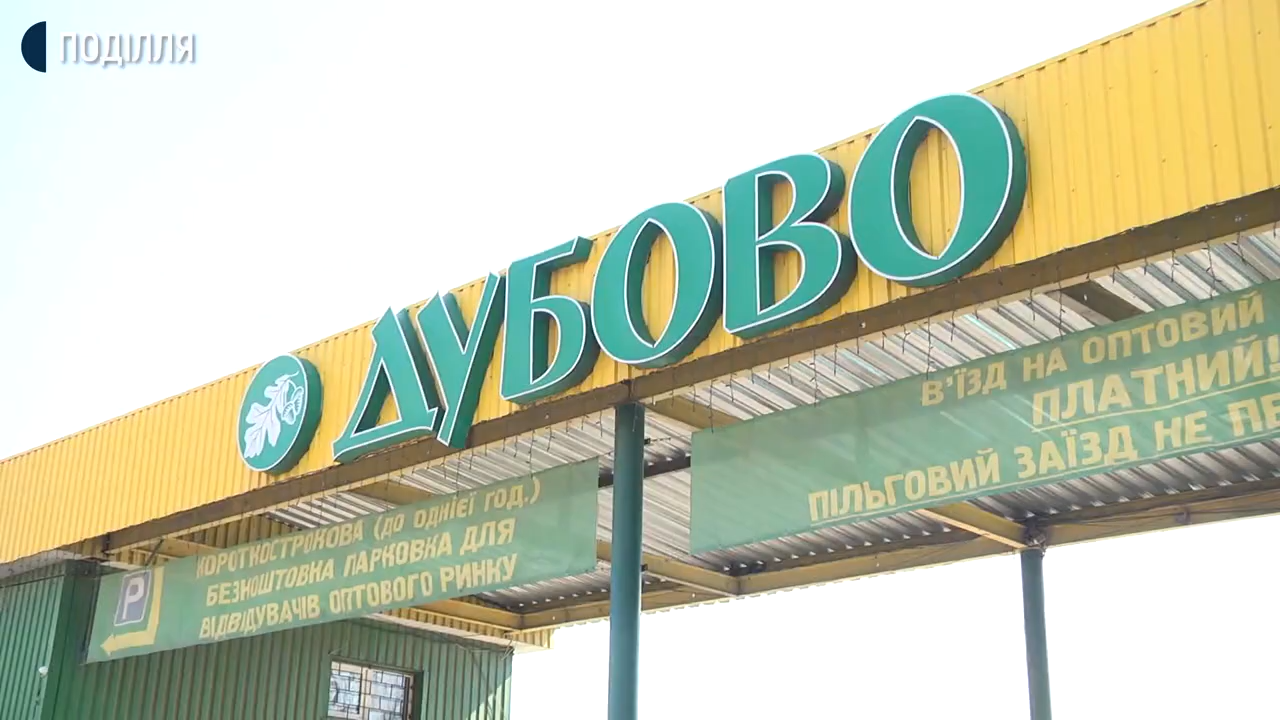 ПОДІЛЛЯ
ДУБОВО
КОРОТКОСТРОКОВА (ДО ОДНІЄЇ ГОД.)
БЕЗКОШТОВНА ПАРКОВКА ДЛЯ
ВІДВІДУВАЧІВ ОПТОВОГО РИНКУ
P
В'ЇЗД НА ОПТОВИЙ
ПЛАТНИЙ!
ПІЛЬГОВИЙ ЗАЇЗД НЕ